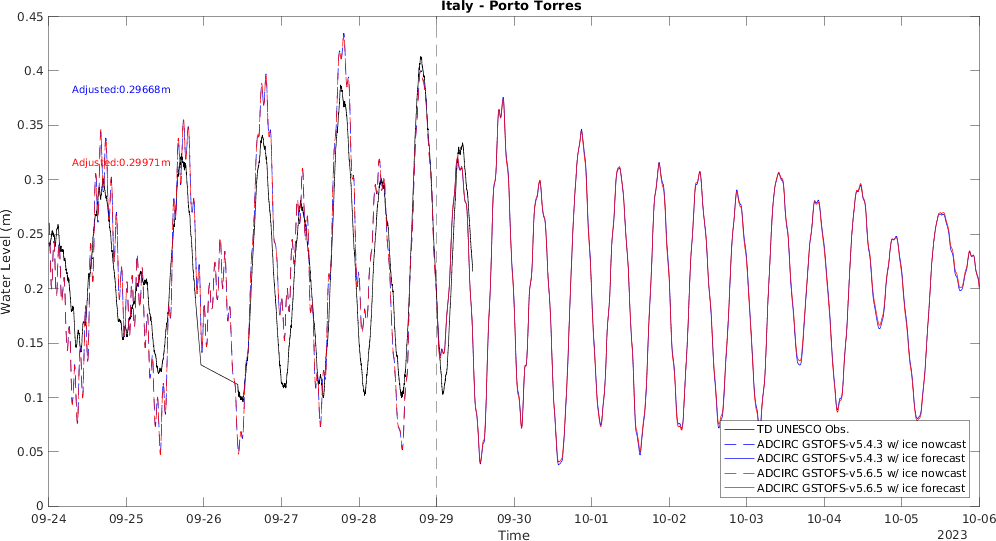 Italy - Porto Torres
0.45
0.4
0.35
0.3
0.25
0.2
0.15
0.1
0.05
0
Water Level (m)
Adjusted:0.29668m
Adjusted:0.29971m
TD UNESCO Obs.
ADCIRC GSTOFS-v5.4.3 w/ ice nowcast
ADCIRC GSTOFS-v5.4.3 w/ ice forecast
ADCIRC GSTOFS-v5.6.5 w/ ice nowcast
ADCIRC GSTOFS-v5.6.5 w/ ice forecast
09-24 09-25 09-26 09-27 09-28 09-29 09-30 10-01 10-02 10-03 10-04 10-05 10-06
Time
2023